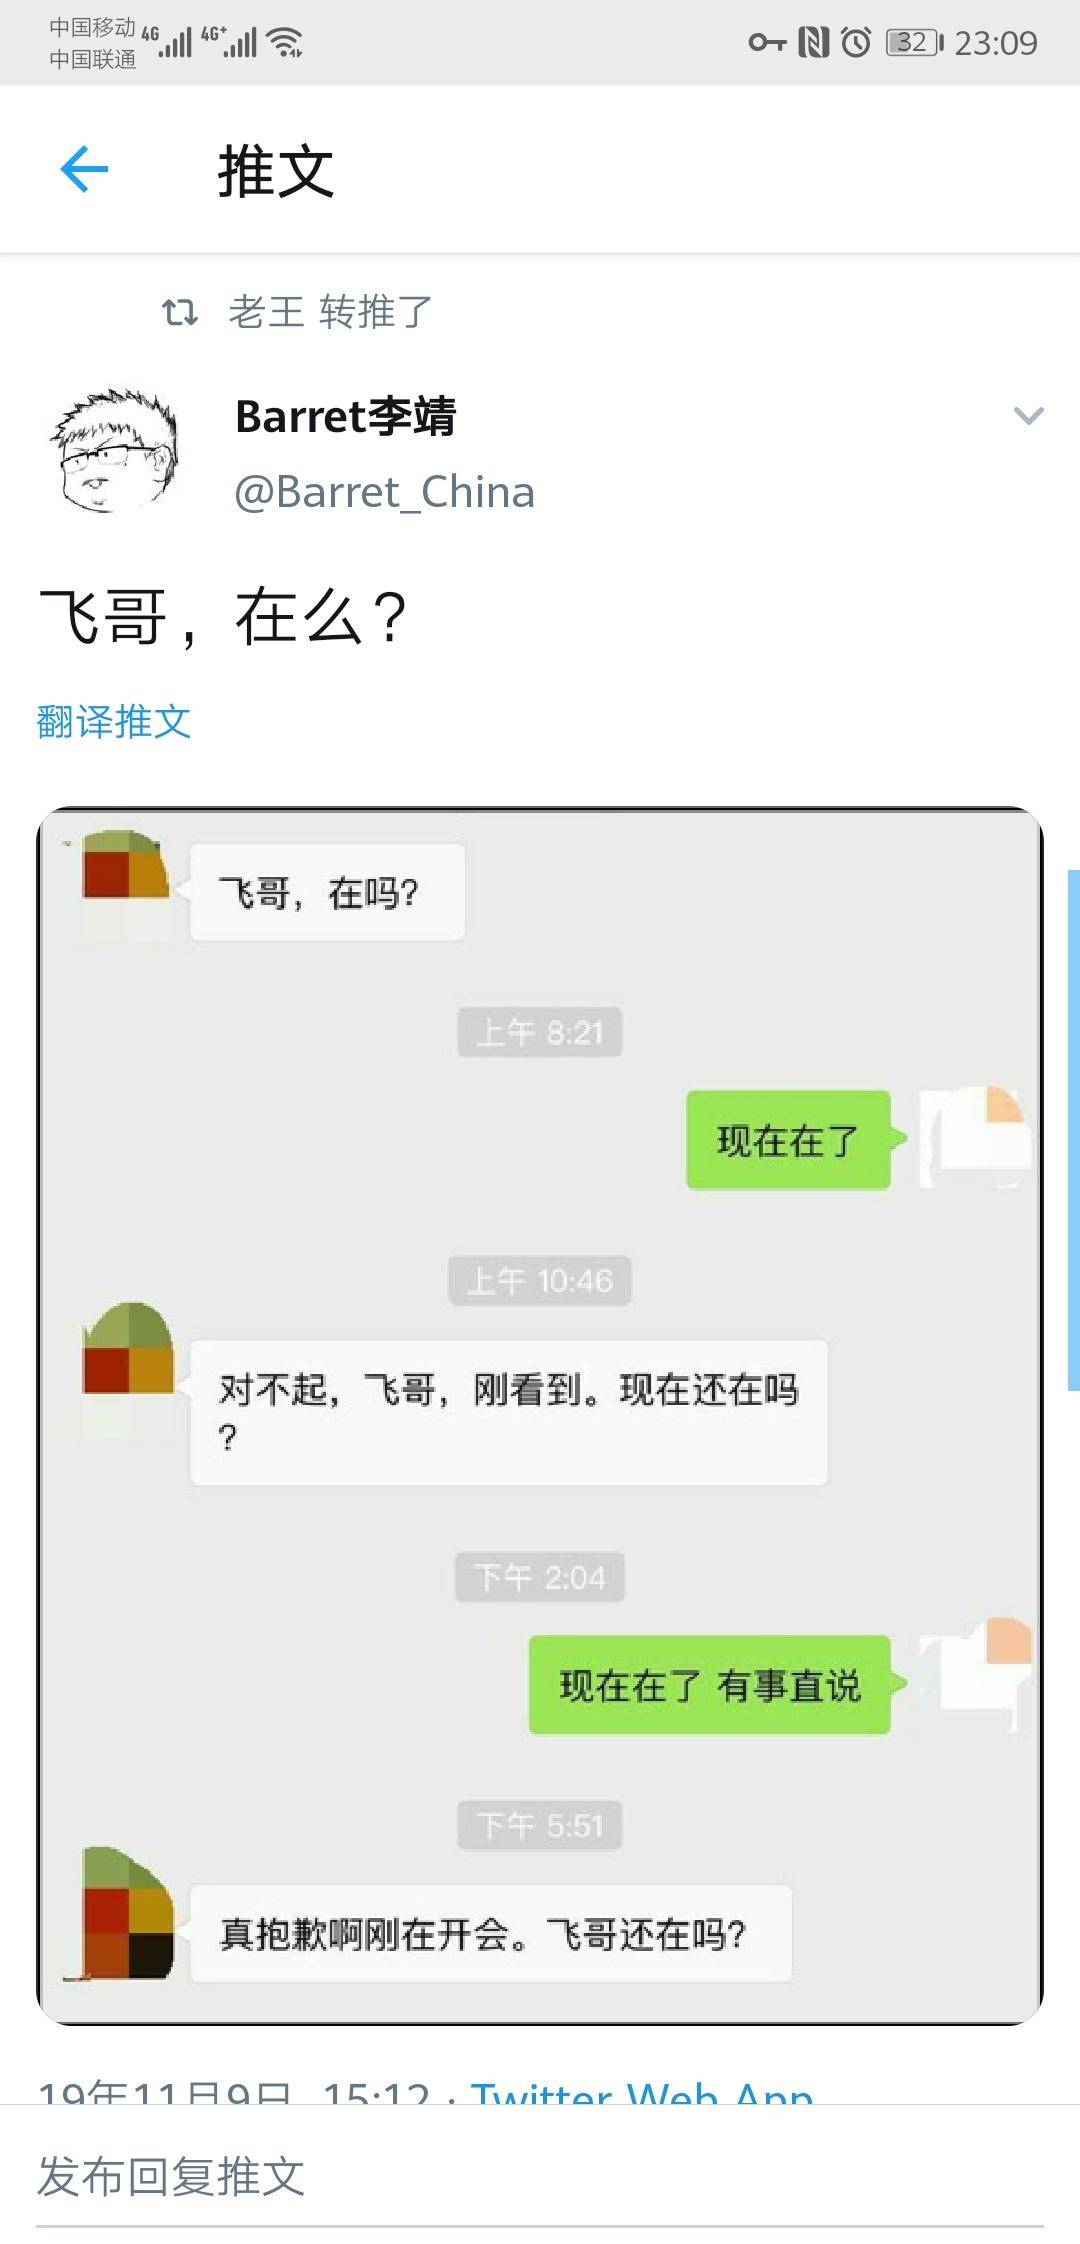 中国移动 4G 4G+ 32 23:09
中国联通
推文
老王 转推了
Barret李靖
@Barret_China
飞哥，在么？
翻译推文
飞哥，在吗？
上午 8:21
现在在了
上午 10:46
对不起，飞哥，刚看到。现在还在吗
？
下午 2:04
现在在了 有事直说
下午 5:51
真抱歉啊刚在开会。飞哥还在吗？
19年11月9日 15:12 · Twitter Web App
发布回复推文